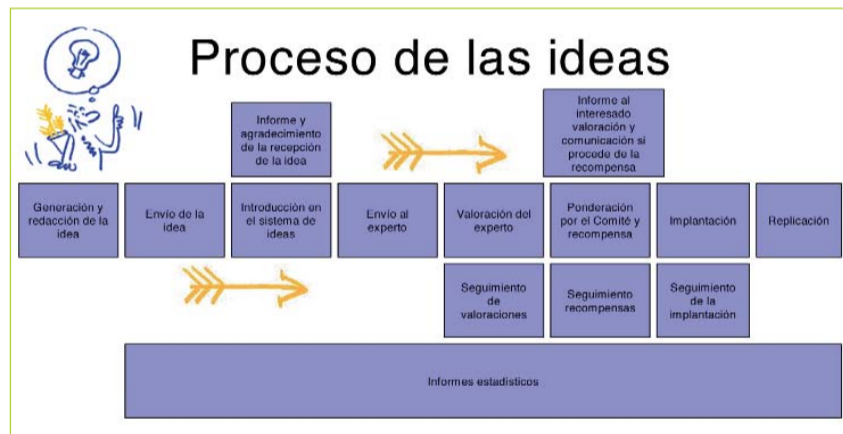 Proceso de las ideas
Informe y
agradecimiento
de la recepción
de la idea
Informe al
interesado
valoración y
comunicación si
procede de la
recompensa
Generación y
redacción de la
idea
Envío de la
idea
Introducción en
el sistema de
ideas
Envío al
experto
Valoración del
experto
Ponderación
por el Comité y
recompensa
Implantación
Replicación
Seguimiento
de
valoraciones
Seguimiento
recompensas
Seguimiento
de la
implantación
Informes estadísticos